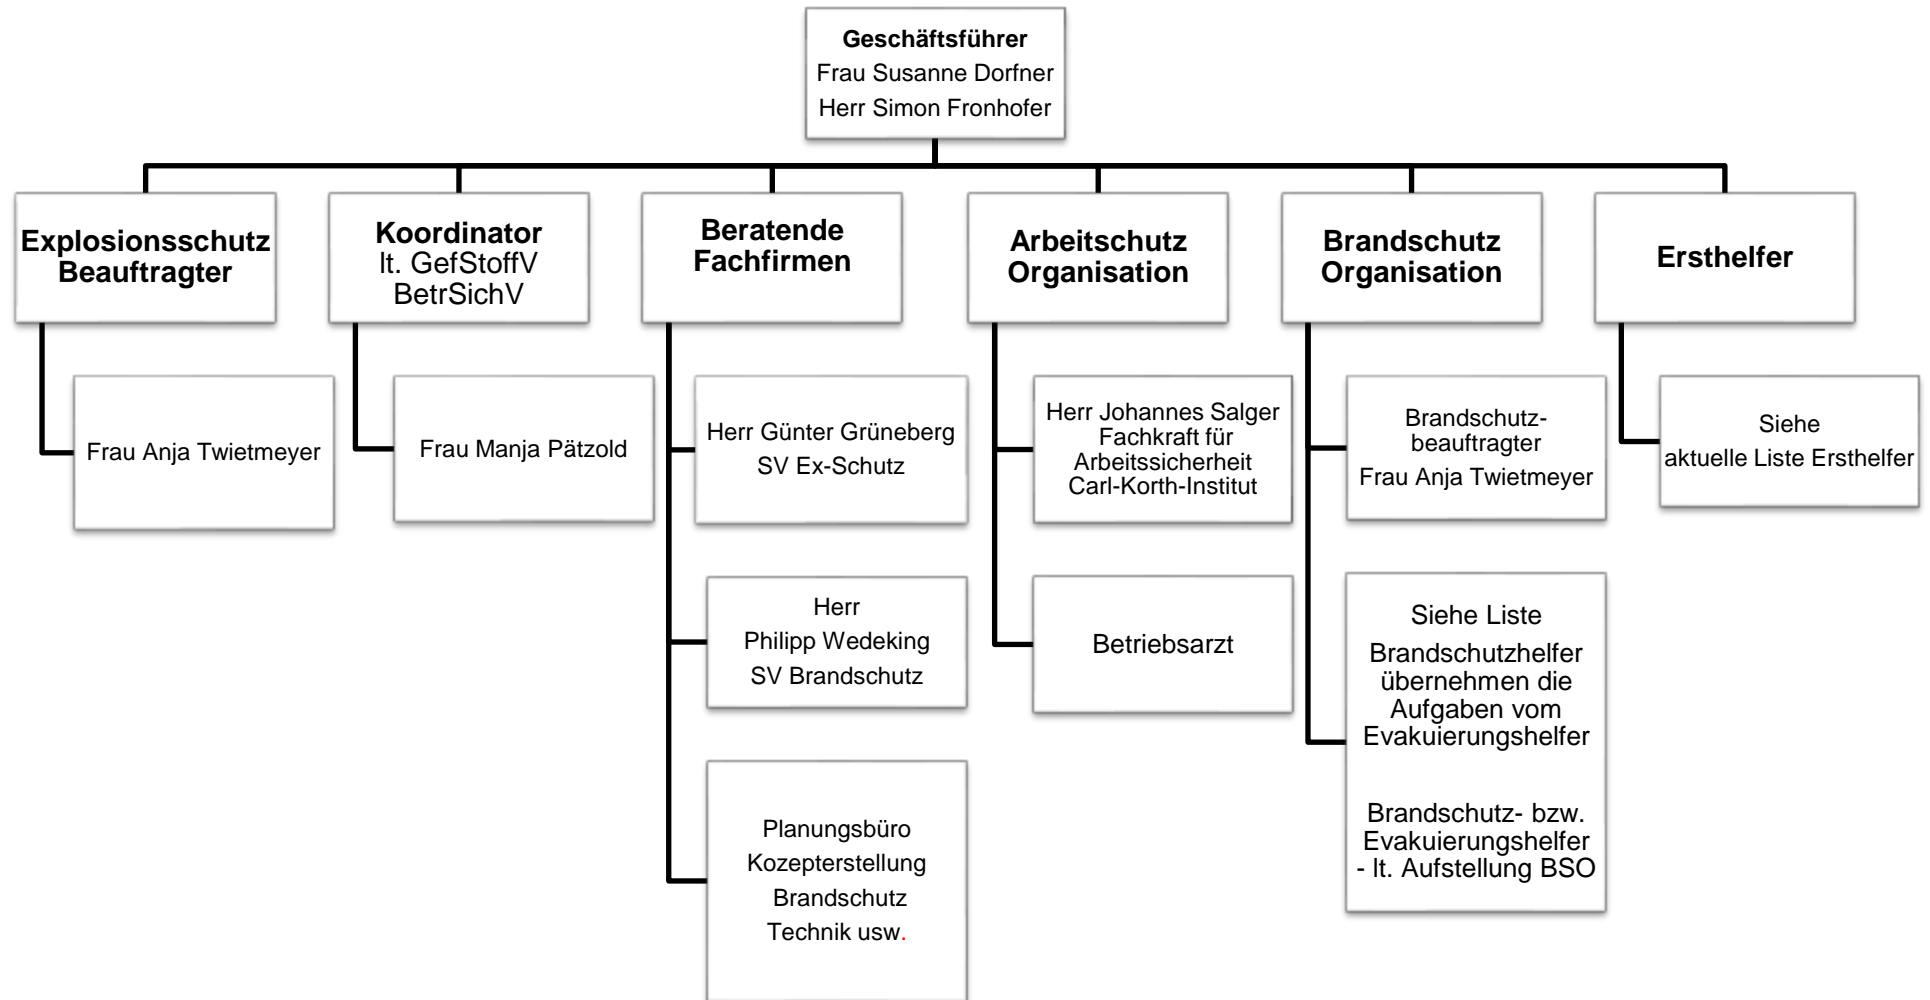 Geschäftsführer
Frau Susanne Dorfner
Herr Simon Fronhofer
Explosionsschutz
Beauftragter
Koordinator
lt. GefStoffV
BetrSichV
Beratende
Fachfirmen
Arbeitschutz
Organisation
Brandschutz
Organisation
Ersthelfer
Frau Anja Twietmeyer
Frau Manja Pätzold
Herr Günter Grüneberg
SV Ex-Schutz
Herr
Philipp Wedeking
SV Brandschutz
Planungsbüro
Kozepterstellung
Brandschutz
Technik usw.
Herr Johannes Salger
Fachkraft für
Arbeitssicherheit
Carl-Korth-Institut
Betriebsarzt
Brandschutz-
beauftragter
Frau Anja Twietmeyer
Siehe Liste
Brandschutzhelfer
übernehmen die
Aufgaben vom
Evakuierungshelfer
Brandschutz- bzw.
Evakuierungshelfer
- lt. Aufstellung BSO
Siehe
aktuelle Liste Ersthelfer